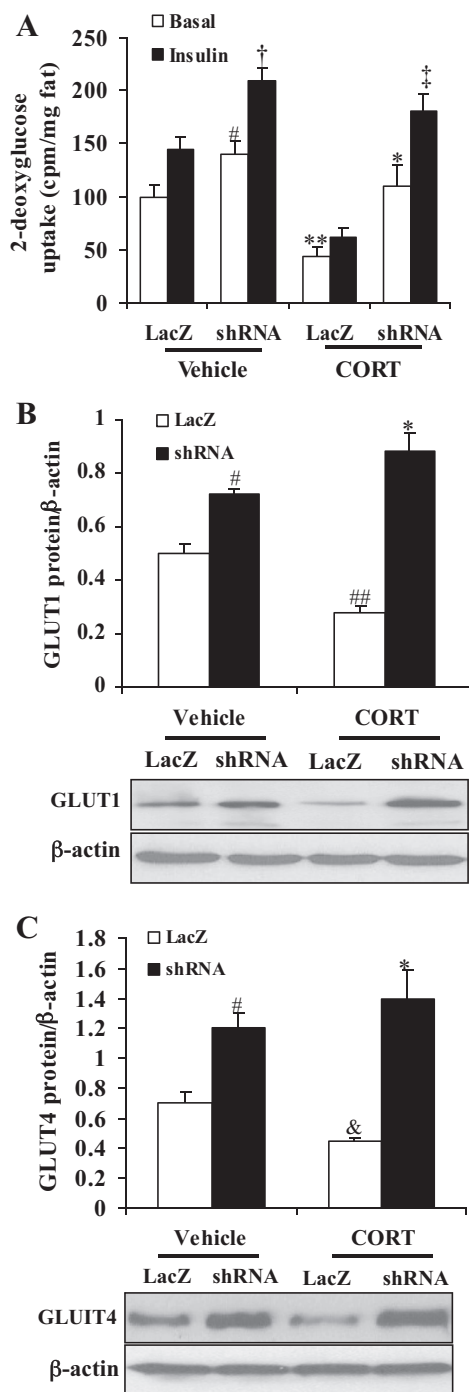 A
Basal
Insulin
2-deoxyglucose
uptake (cpm/mg fat)
250
200
150
100
50
0
#
†
**
*
‡
LacZ shRNA LacZ shRNA
Vehicle CORT
B
LacZ
shRNA
GLUT1 protein/β-actin
1
0.8
0.6
0.4
0.2
0
#
##
*
Vehicle CORT
LacZ shRNA LacZ shRNA
GLUT1
β-actin
C
LacZ
shRNA
GLUT4 protein/β-actin
1.8
1.6
1.4
1.2
1
0.8
0.6
0.4
0.2
0
#
&
*
Vehicle CORT
LacZ shRNA LacZ shRNA
GLUIT4
β-actin